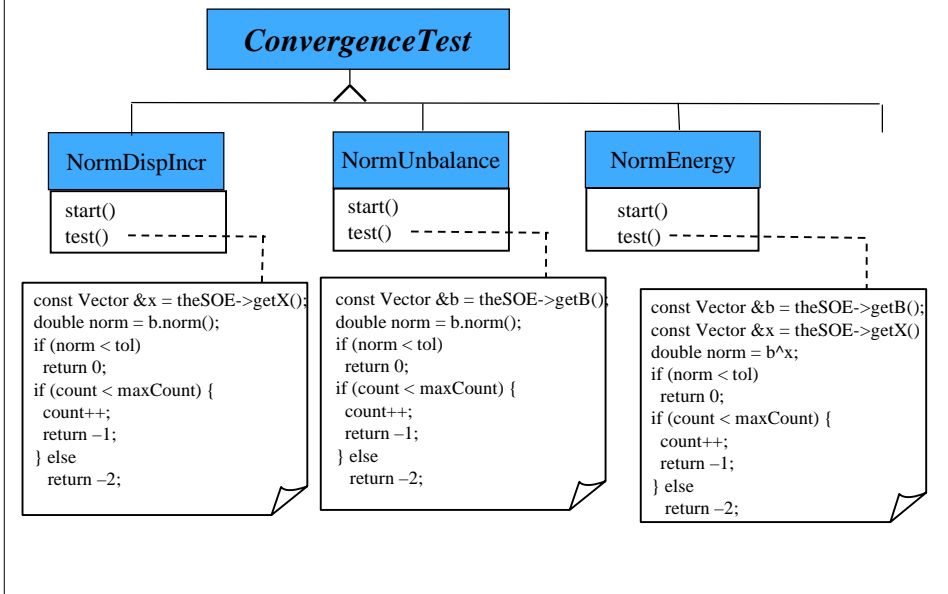 ConvergenceTest
NormDispIncr
start()
test()
NormUnbalance
start()
test()
NormEnergy
start()
test()
const Vector &x = theSOE->getX();
double norm = b.norm();
if (norm < tol)
return 0;
if (count < maxCount) {
count++;
return –1;
} else
return –2;
const Vector &b = theSOE->getB();
double norm = b.norm();
if (norm < tol)
return 0;
if (count < maxCount) {
count++;
return –1;
} else
return –2;
const Vector &b = theSOE->getB();
const Vector &x = theSOE->getX()
double norm = b^x;
if (norm < tol)
return 0;
if (count < maxCount) {
count++;
return –1;
} else
return –2;